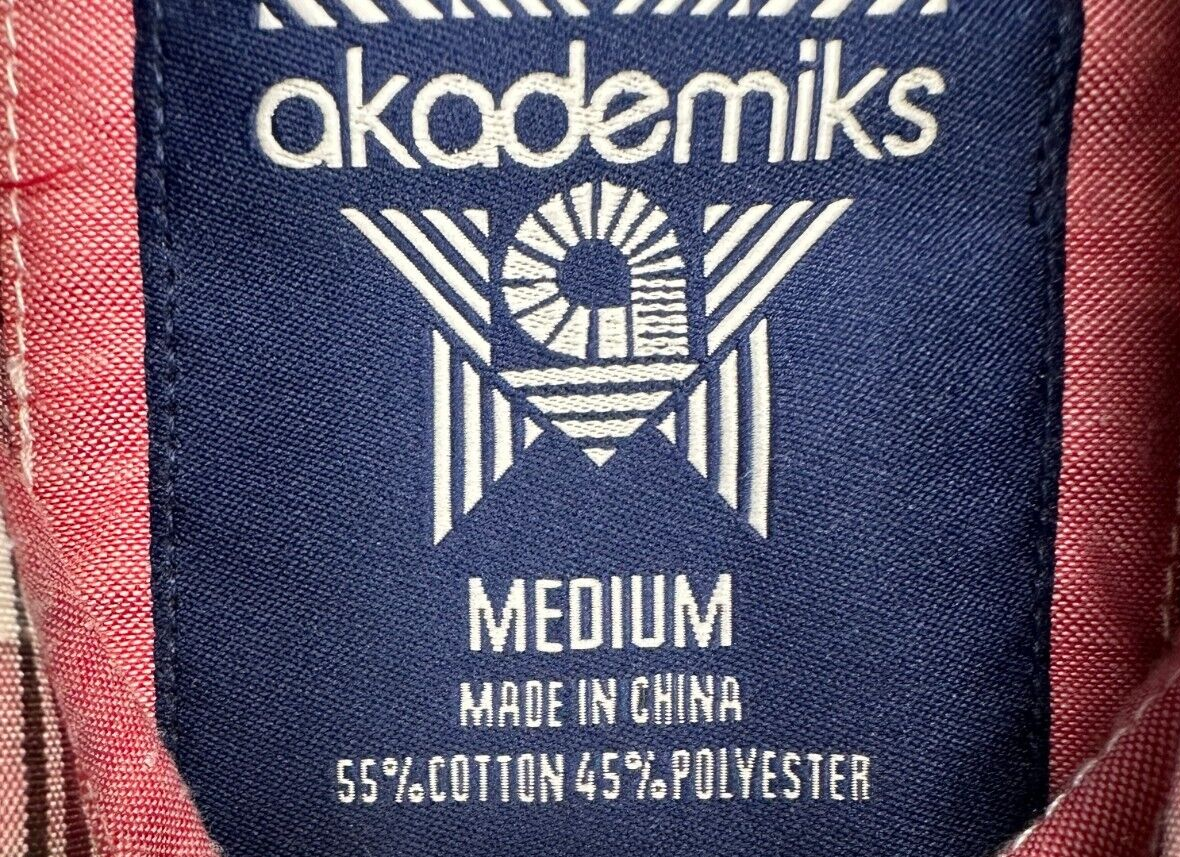 akademiks
MEDIUM
MADE IN CHINA
55% COTTON 45% POLYESTER